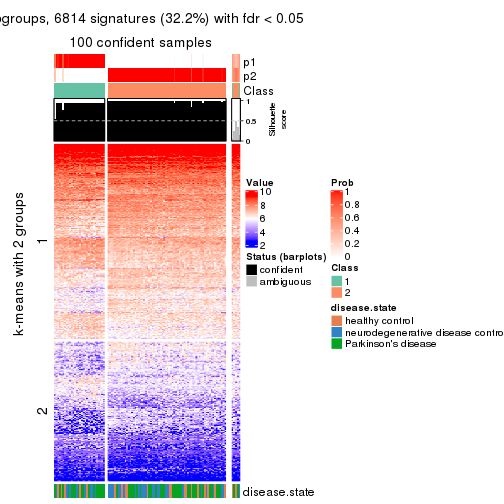 ogroups, 6814 signatures (32.2%) with fdr < 0.05
100 confident samples
p1
p2
Class
1
0.5
0
Silhouette
score
k-means with 2 groups
1
2
Value
10
8
6
4
2
Prob
1
0.8
0.6
0.4
0.2
0
Status (barplots)
confident
ambiguous
Class
1
2
disease.state
healthy control
neurodegenerative disease contro
Parkinson's disease
disease.state